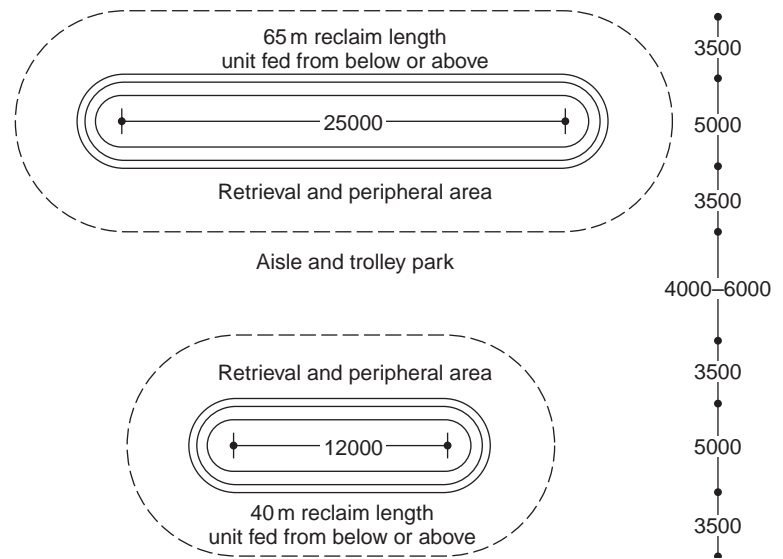 65 m reclaim length
unit fed from below or above
25000
Retrieval and peripheral area
Aisle and trolley park
Retrieval and peripheral area
12000
40 m reclaim length
unit fed from below or above
3500
5000
3500
4000–6000
3500
5000
3500